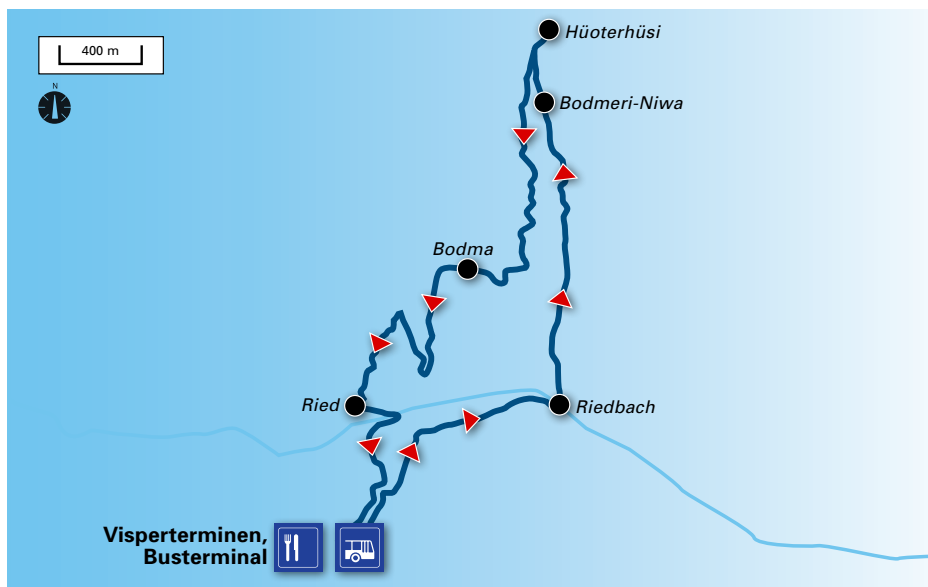 Hüoterhüsi
400 m
N
Bodmeri-Niwa
Bodma
Ried
Riedbach
Visperterminen,
Busterminal